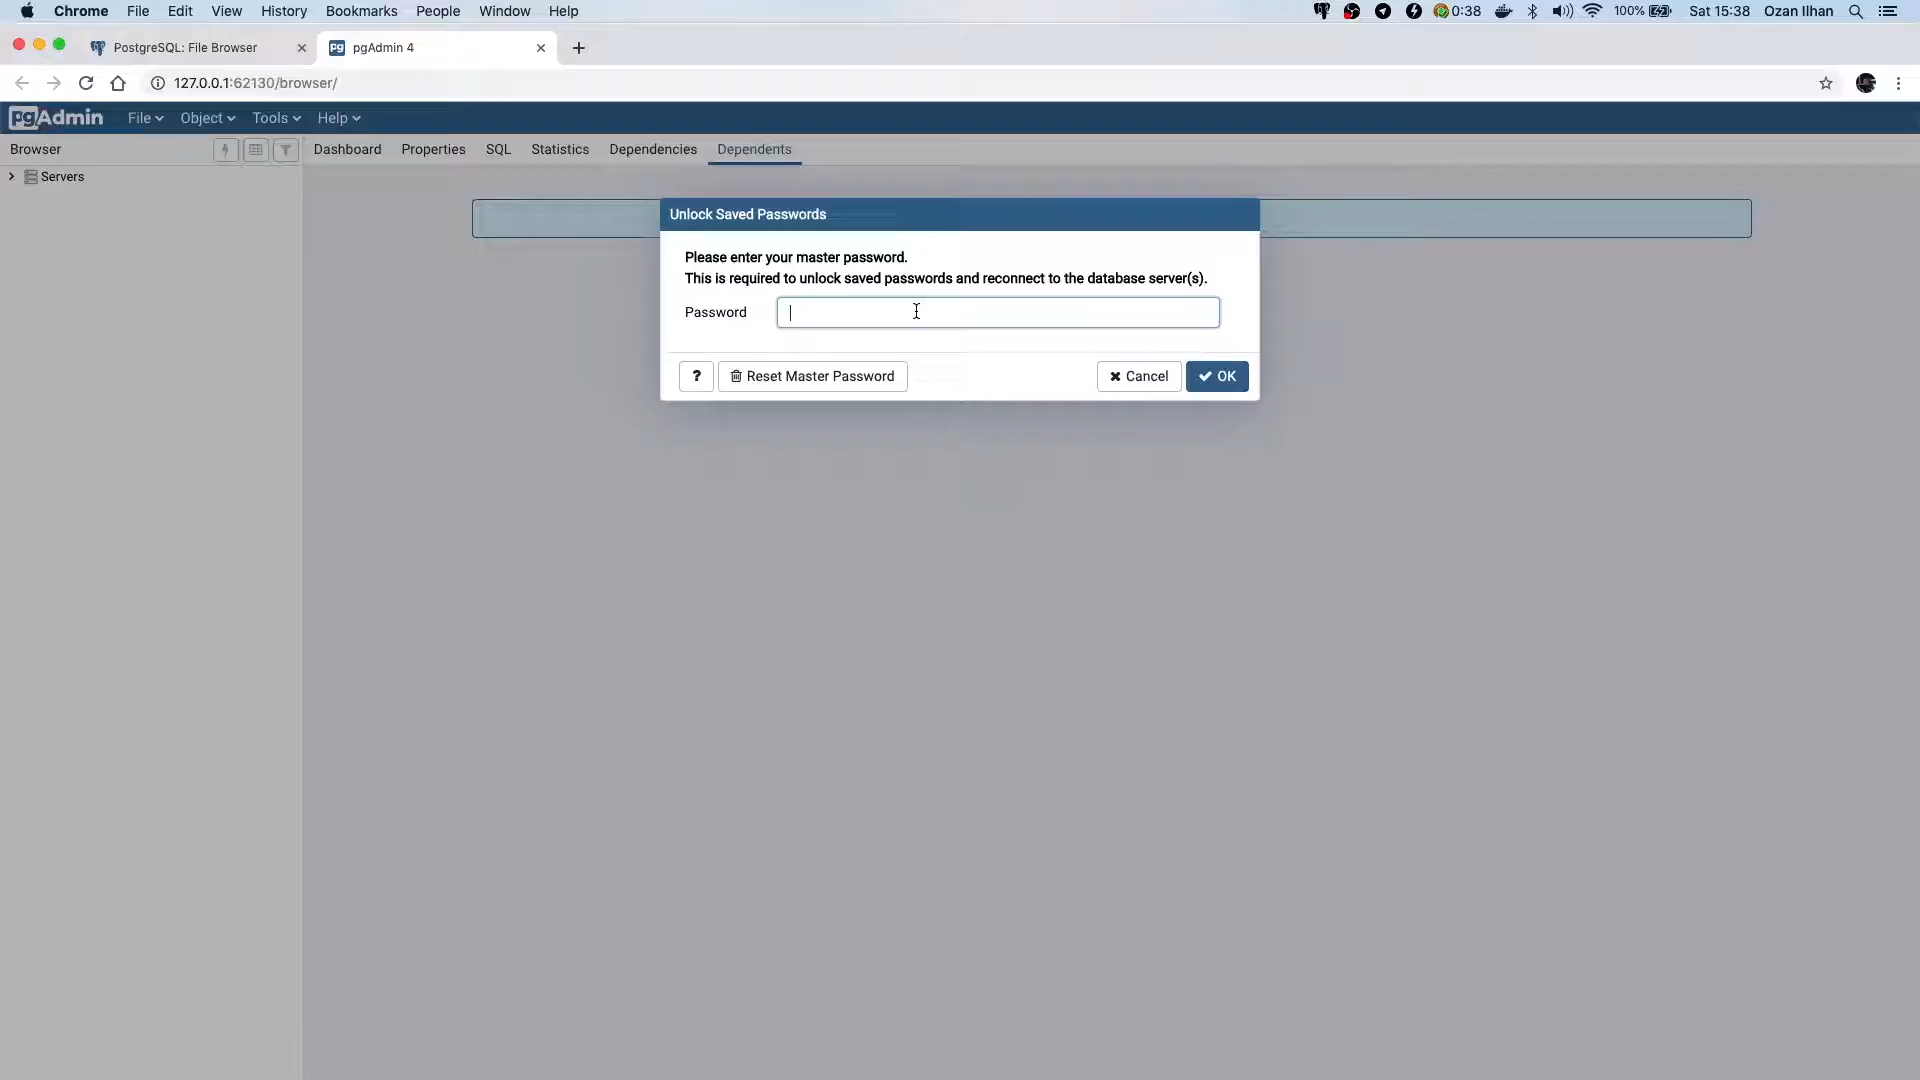 Chrome File Edit View History Bookmarks People Window Help 0:38 100% Sat 15:38 Ozan Ilhan
PostgreSQL: File Browser pgAdmin 4
127.0.0.1:62130/browser/
pgAdmin File Object Tools Help
Browser Dashboard Properties SQL Statistics Dependencies Dependents
Servers
Unlock Saved Passwords
Please enter your master password.
This is required to unlock saved passwords and reconnect to the database server(s).
Password
? Reset Master Password Cancel OK